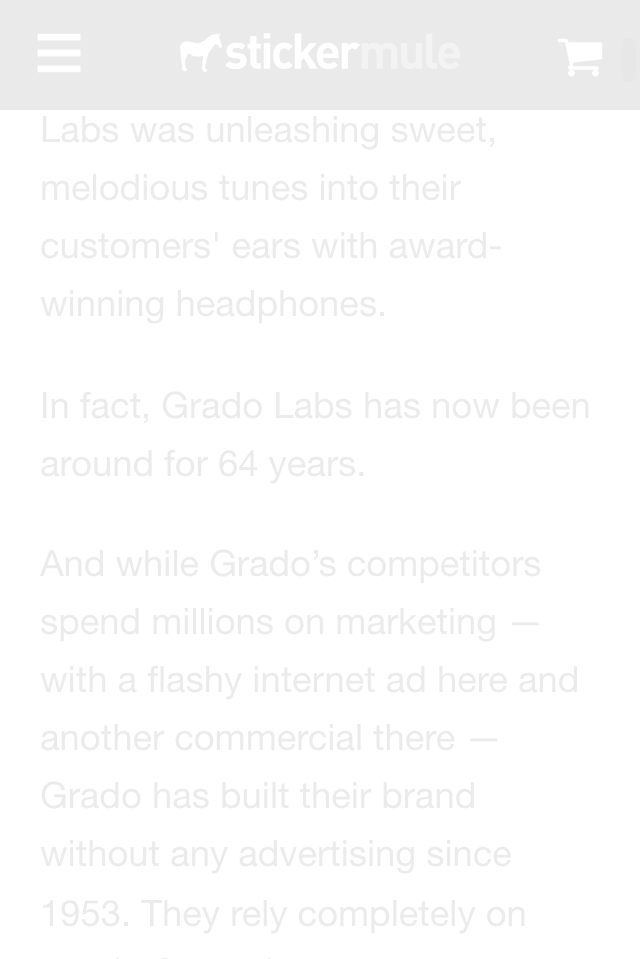 stickermule
Labs was unleashing sweet,
melodious tunes into their
customers' ears with award-
winning headphones.
In fact, Grado Labs has now been
around for 64 years.
And while Grado’s competitors
spend millions on marketing —
with a flashy internet ad here and
another commercial there —
Grado has built their brand
without any advertising since
1953. They rely completely on